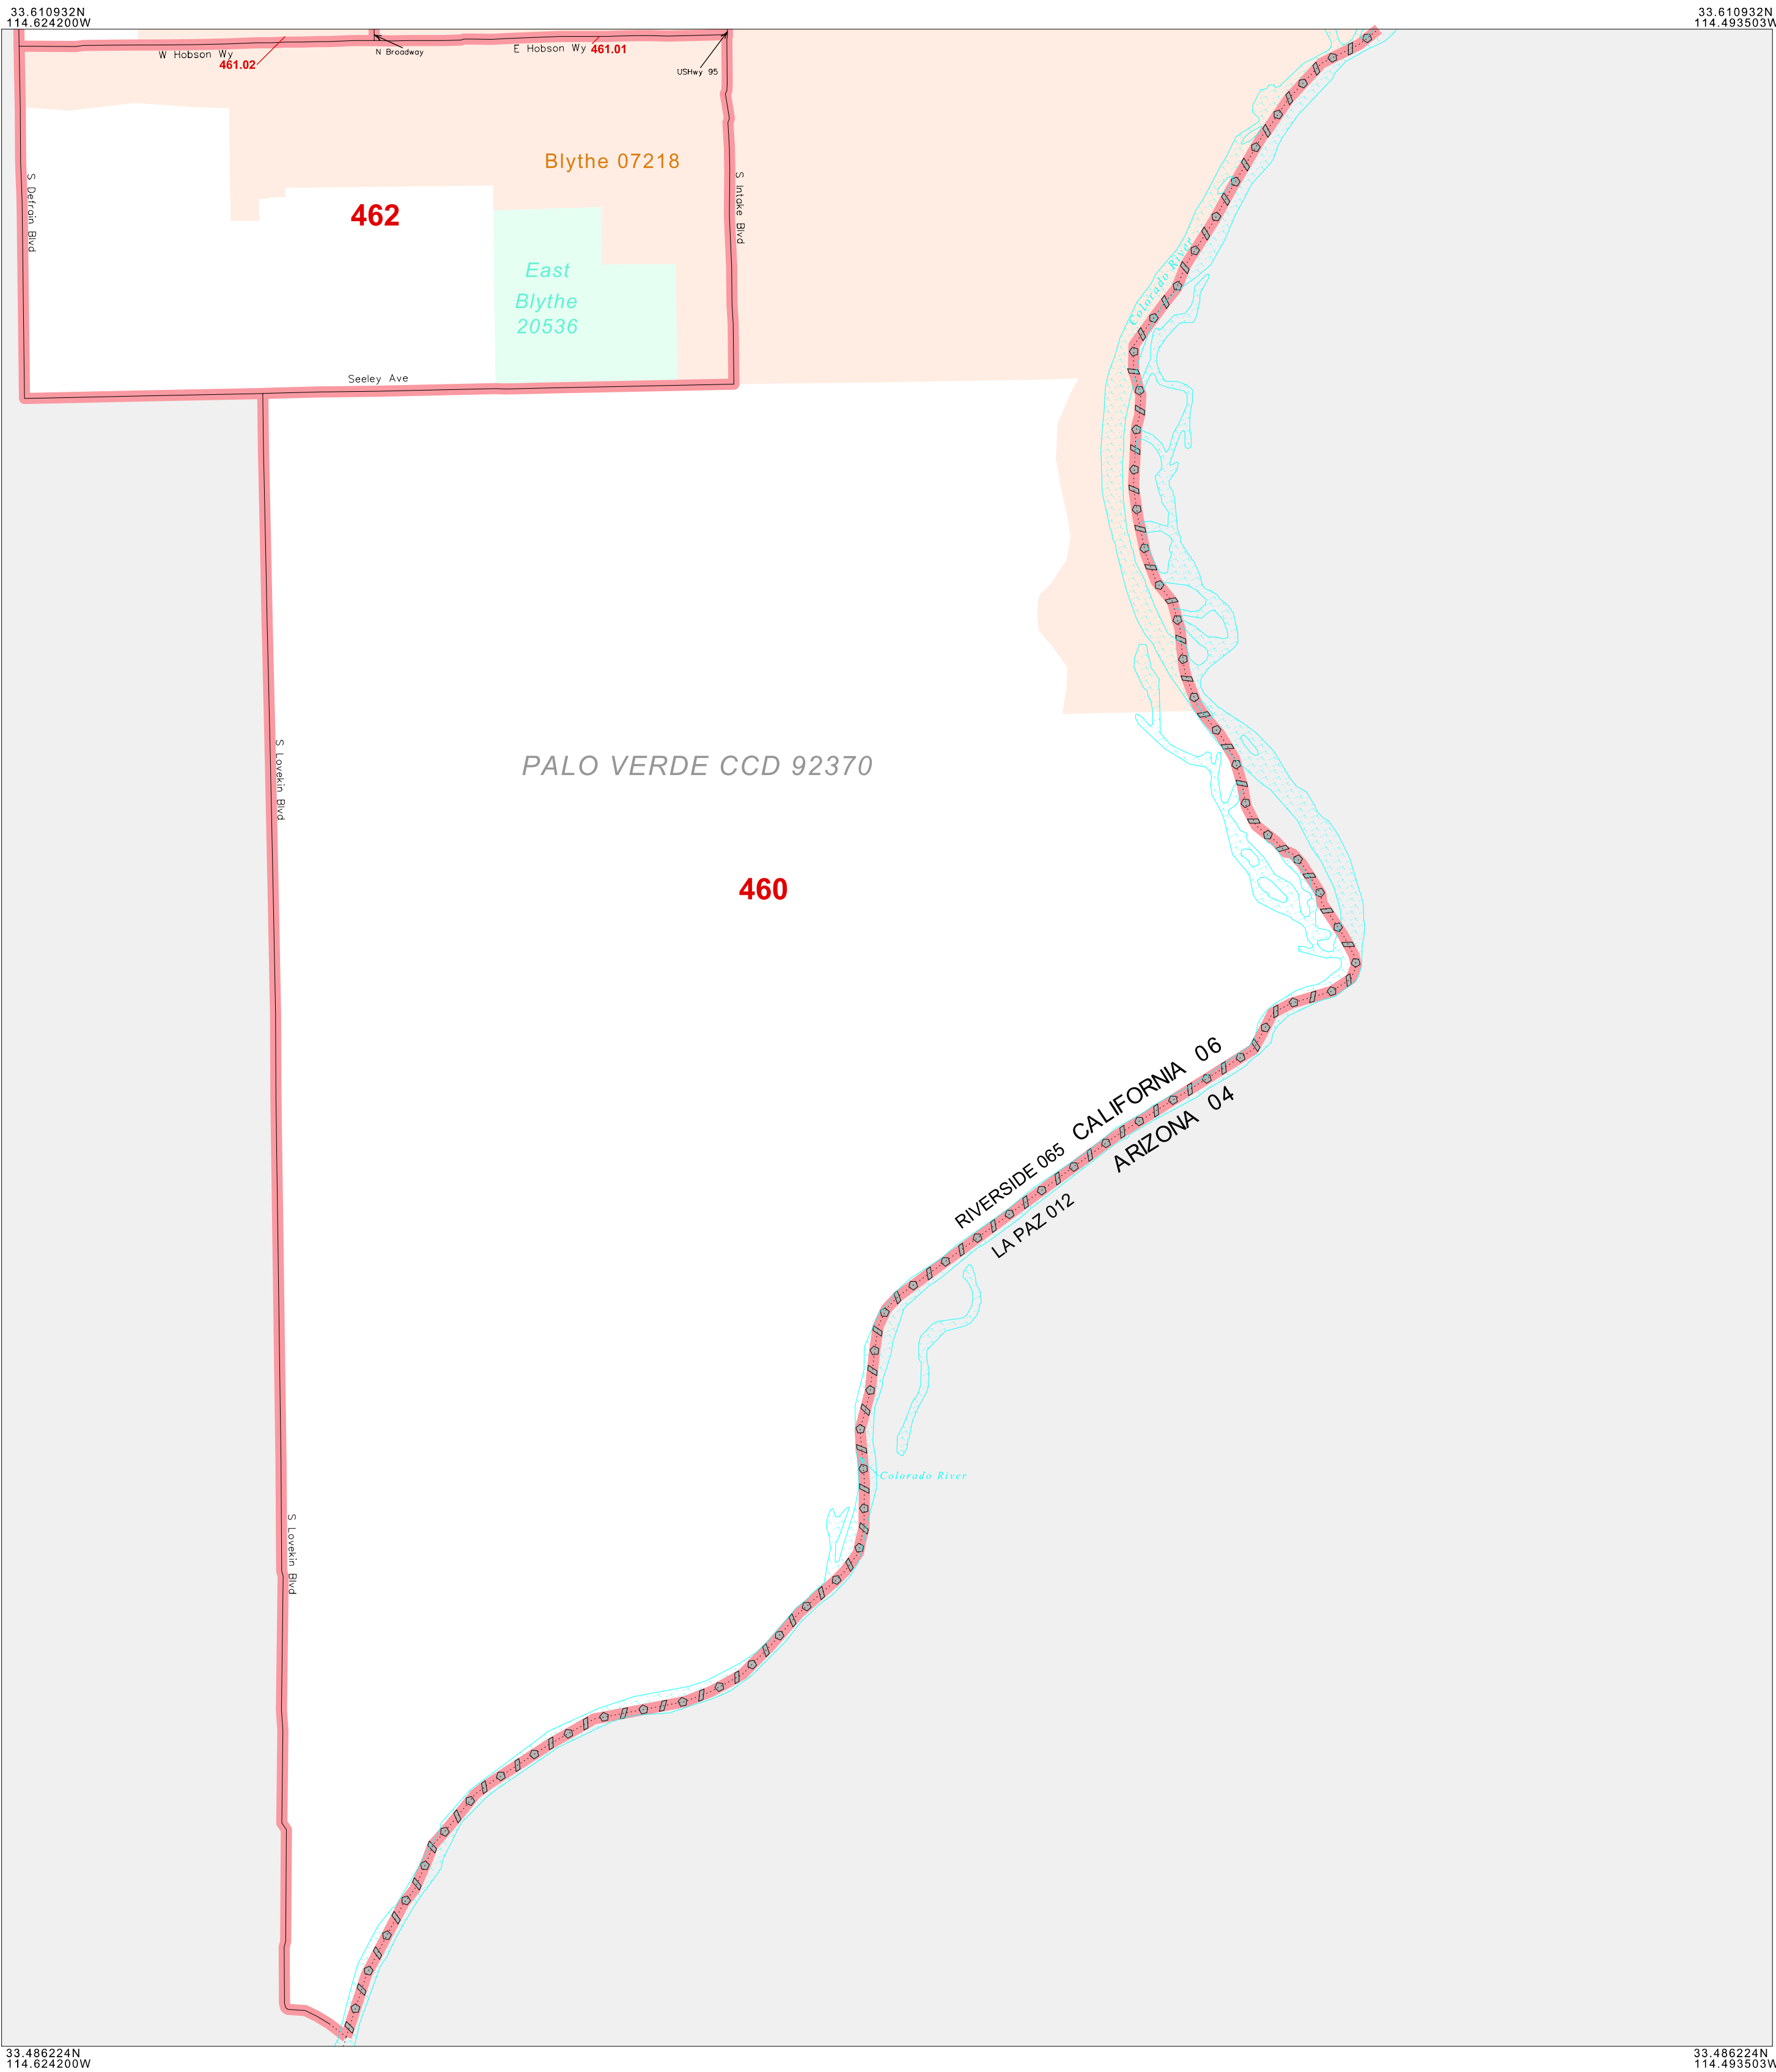 33.610932N
114.624200W
33.610932N
114.493503W
W Hobson Wy
461.02
N Broadway
E Hobson Wy
461.01
USHwy 95
S Defrain Blvd
Blythe 07218
S Intake Blvd
462
East
Blythe
20536
Colorado River
Seeley Ave
S Lovekin Blvd
PALO VERDE CCD 92370
460
CALIFORNIA 06
ARIZONA 04
RIVERSIDE 065
LA PAZ 012
Colorado River
S Lovekin Blvd
33.486224N
114.624200W
33.486224N
114.493503W